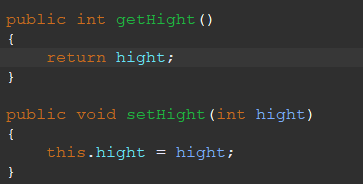 public int getHight()
{
    return hight;
}
public void setHight(int hight)
{
    this.hight = hight;
}